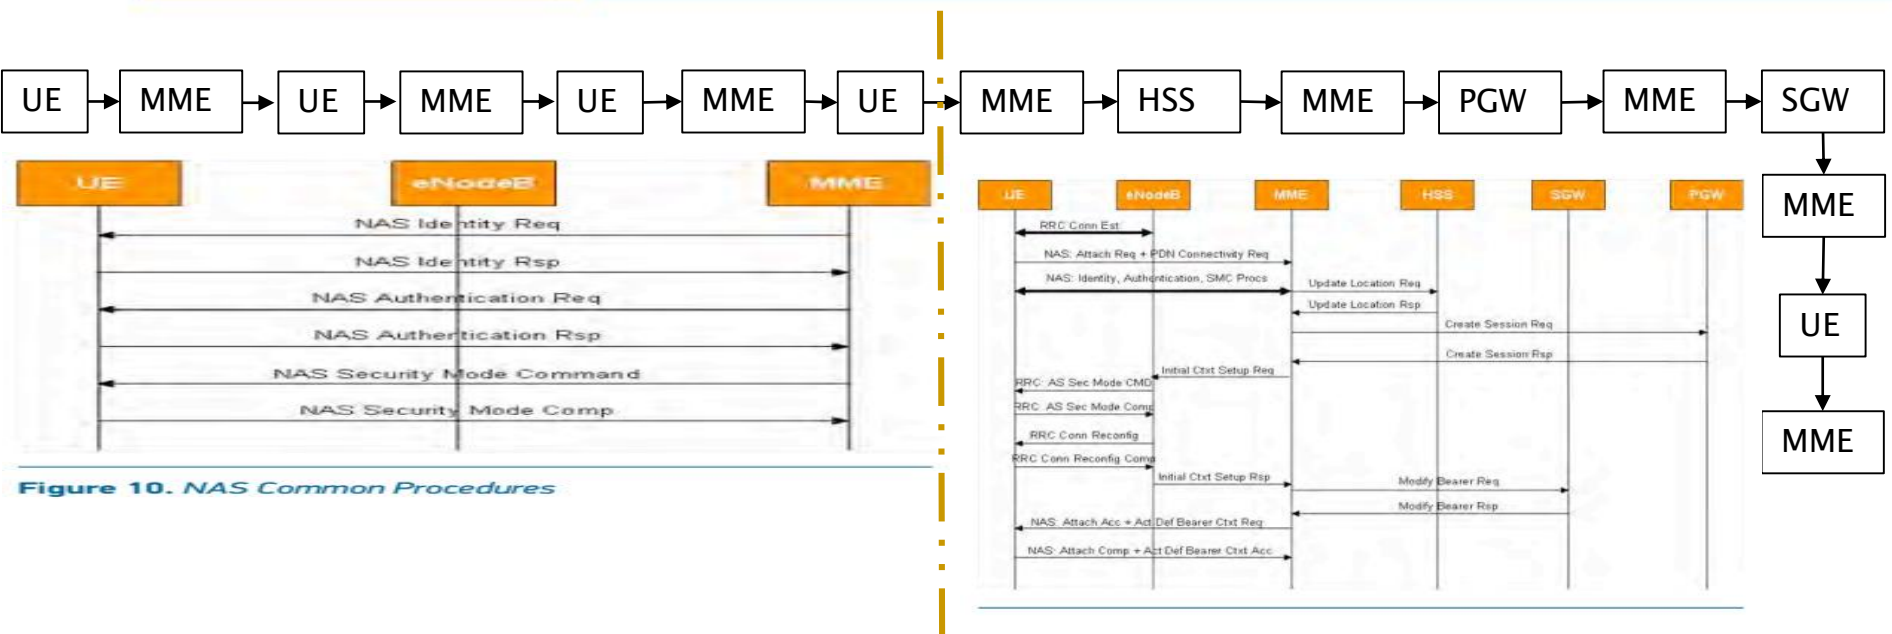 UE MME UE MME UE MME UE MME HSS MME PGW MME SGW
MME
UE
MME
UE eNodeB MME
NAS Identity Req
NAS Identity Rsp
NAS Authentication Req
NAS Authentication Rsp
NAS Security Mode Command
NAS Security Mode Comp
Figure 10. NAS Common Procedures
UE eNodeB MME HSS SGW PGW
RRC Conn Est
NAS: Attach Req + PDN Connectivity Req
NAS: Identity, Authentication, SMC Procs
Update Location Req
Update Location Rsp
Create Session Req
Create Session Rsp
Initial Ctxt Setup Req
RRC: AS Sec Mode CMD
RRC: AS Sec Mode Comp
RRC Conn Reconfig
RRC Conn Reconfig Comp
Initial Ctxt Setup Rsp
Modify Bearer Req
Modify Bearer Rsp
NAS: Attach Acc + Act Def Bearer Ctxt Req
NAS: Attach Comp + Act Def Bearer Ctxt Acc